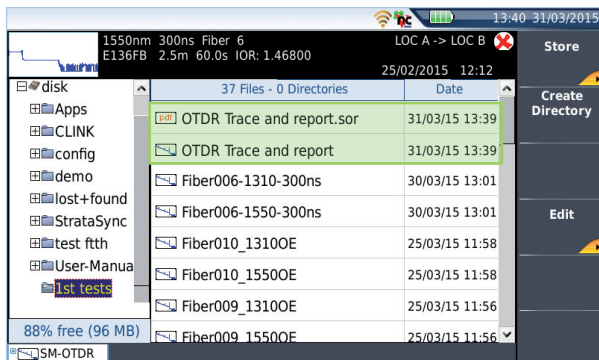 13:40 31/03/2015
1550nm 300ns Fiber 6 LOC A -> LOC B
E136FB 2.5m 60.0s IOR: 1.46800
25/02/2015 12:12
Store
Create
Directory
Edit
disk
Apps
CLINK
config
demo
lost+found
StrataSync
test ftth
User-Manua
1st tests
88% free (96 MB)
37 Files - 0 Directories Date
pdf OTDR Trace and report.sor 31/03/15 13:39
OTDR Trace and report 31/03/15 13:39
Fiber006-1310-300ns 30/03/15 13:01
Fiber006-1550-300ns 30/03/15 13:01
Fiber010_1310OE 25/03/15 11:58
Fiber010_1550OE 25/03/15 11:58
Fiber009_1310OE 25/03/15 11:56
Fiber009_1550OE 25/03/15 11:56
SM-OTDR